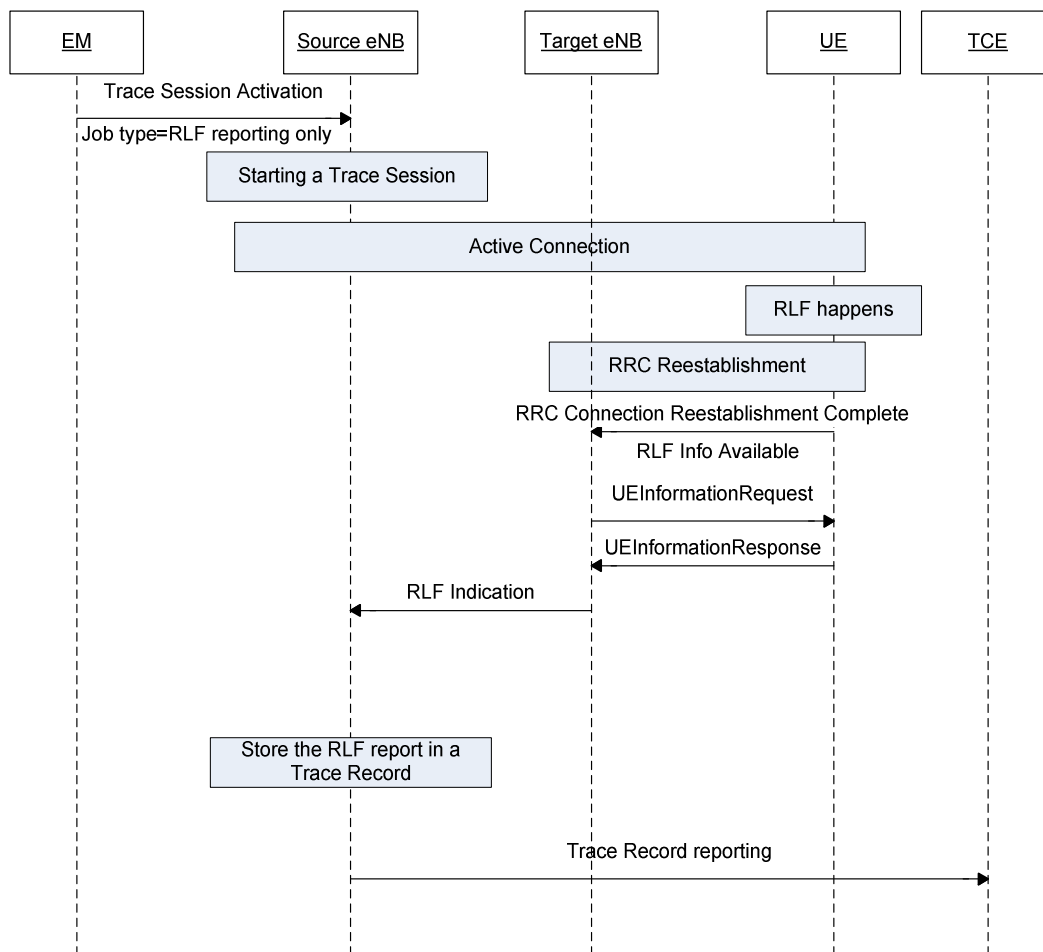 EM
Source eNB
Target eNB
UE
TCE
Trace Session Activation
Job type=RLF reporting only
Starting a Trace Session
Active Connection
RLF happens
RRC Reestablishment
RRC Connection Reestablishment Complete
RLF Info Available
UEInformationRequest
UEInformationResponse
RLF Indication
Store the RLF report in a
Trace Record
Trace Record reporting